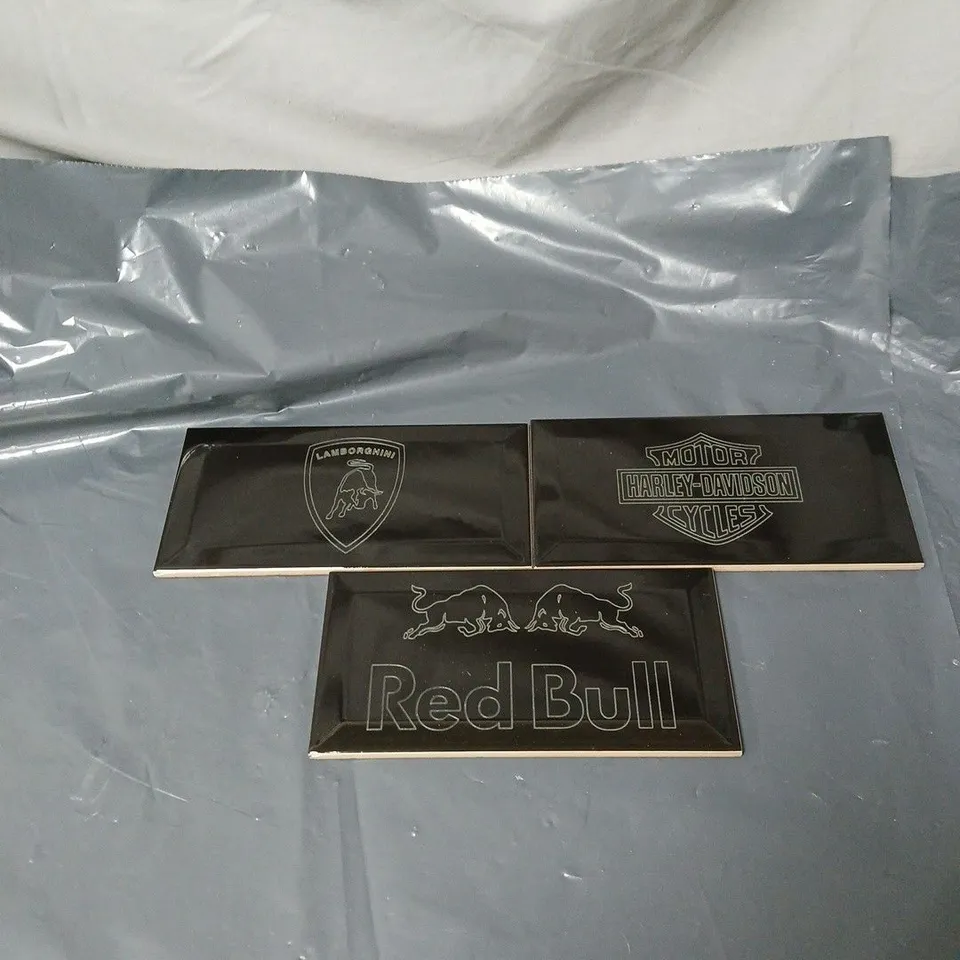 LAMBORGHINI
MOTOR
HARLEY-DAVIDSON
CYCLES
Red Bull